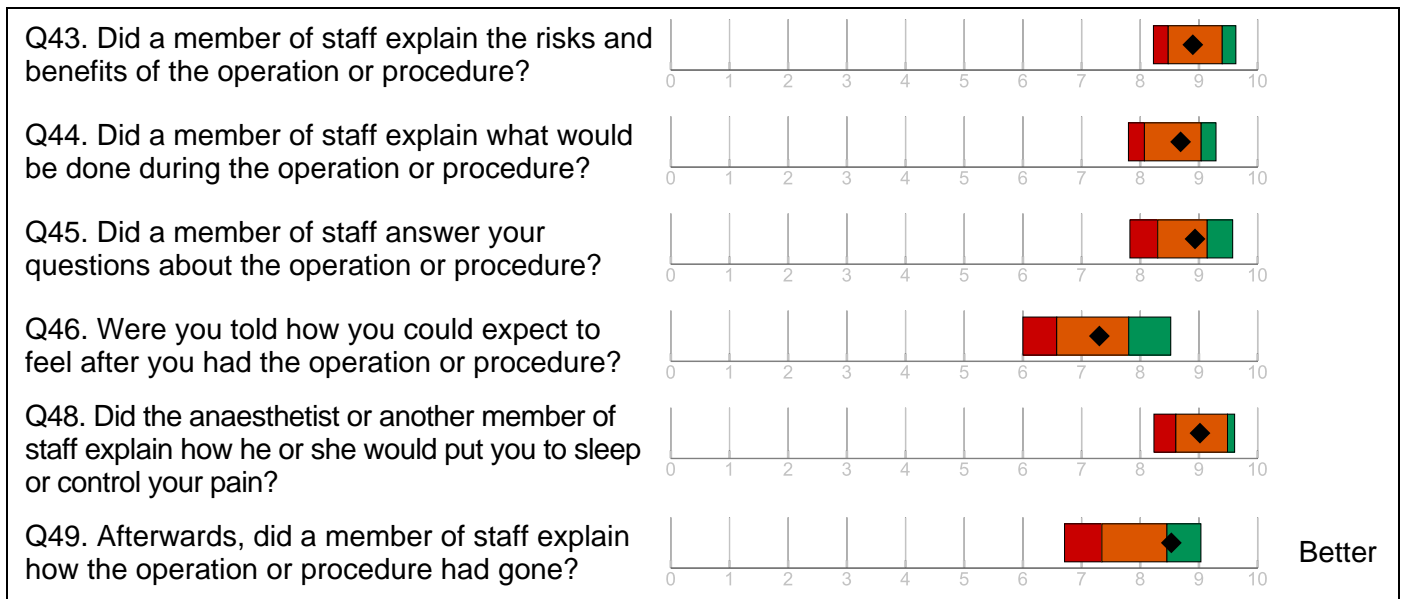 Q43. Did a member of staff explain the risks and
benefits of the operation or procedure?
0 1 2 3 4 5 6 7 8 9 10
Q44. Did a member of staff explain what would
be done during the operation or procedure?
0 1 2 3 4 5 6 7 8 9 10
Q45. Did a member of staff answer your
questions about the operation or procedure?
0 1 2 3 4 5 6 7 8 9 10
Q46. Were you told how you could expect to
feel after you had the operation or procedure?
0 1 2 3 4 5 6 7 8 9 10
Q48. Did the anaesthetist or another member of
staff explain how he or she would put you to sleep
or control your pain?
0 1 2 3 4 5 6 7 8 9 10
Q49. Afterwards, did a member of staff explain
how the operation or procedure had gone?
0 1 2 3 4 5 6 7 8 9 10
Better